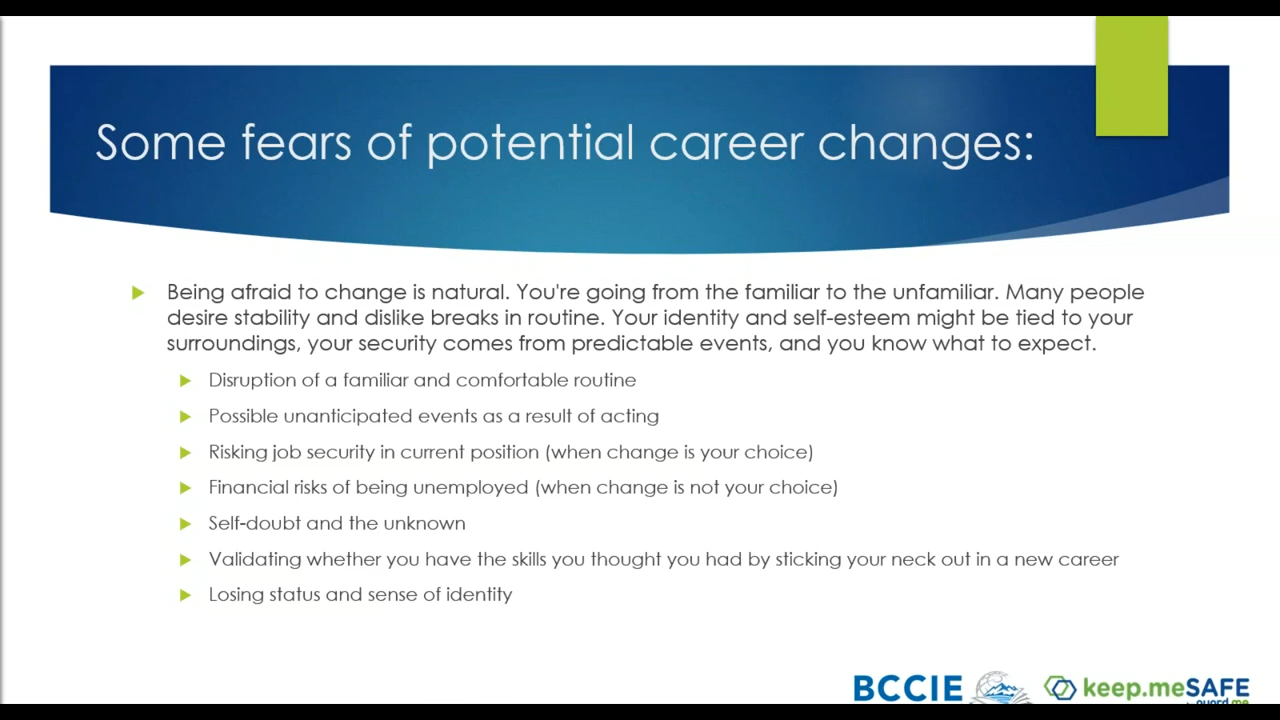 Some fears of potential career changes:
Being afraid to change is natural. You're going from the familiar to the unfamiliar. Many people
desire stability and dislike breaks in routine. Your identity and self-esteem might be tied to your
surroundings, your security comes from predictable events, and you know what to expect.
Disruption of a familiar and comfortable routine
Possible unanticipated events as a result of acting
Risking job security in current position (when change is your choice)
Financial risks of being unemployed (when change is not your choice)
Self-doubt and the unknown
Validating whether you have the skills you thought you had by sticking your neck out in a new career
Losing status and sense of identity
BCCIE
keep.meSAFE
guard.me